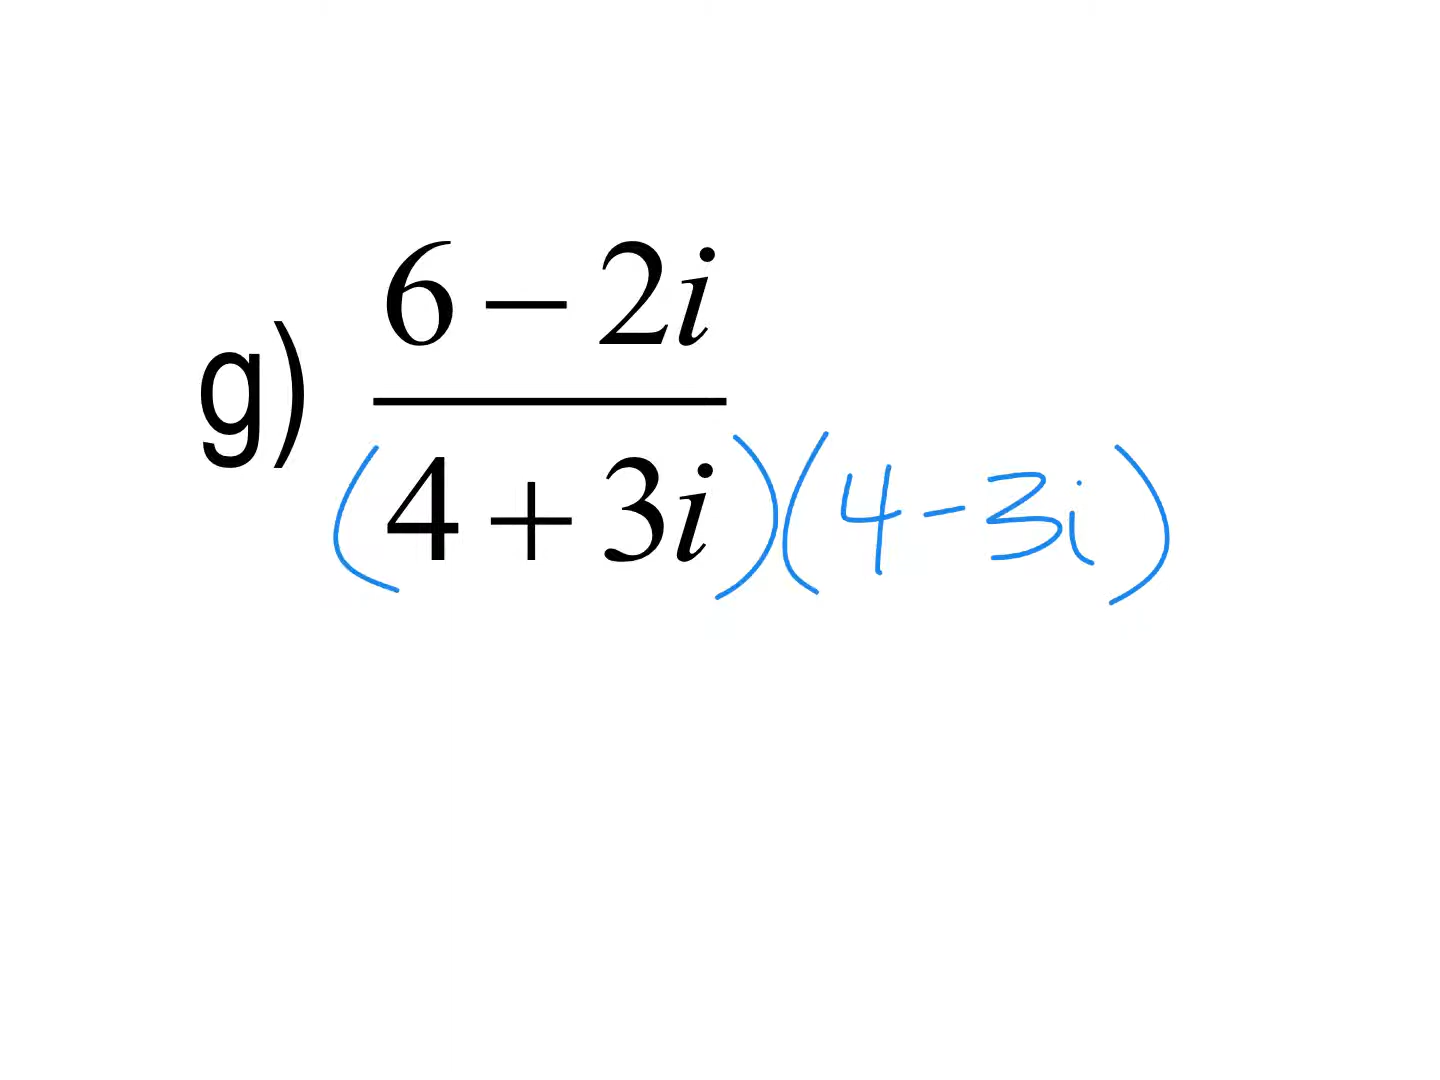 g) 6 − 2i
(4 + 3i)(4 - 3i)